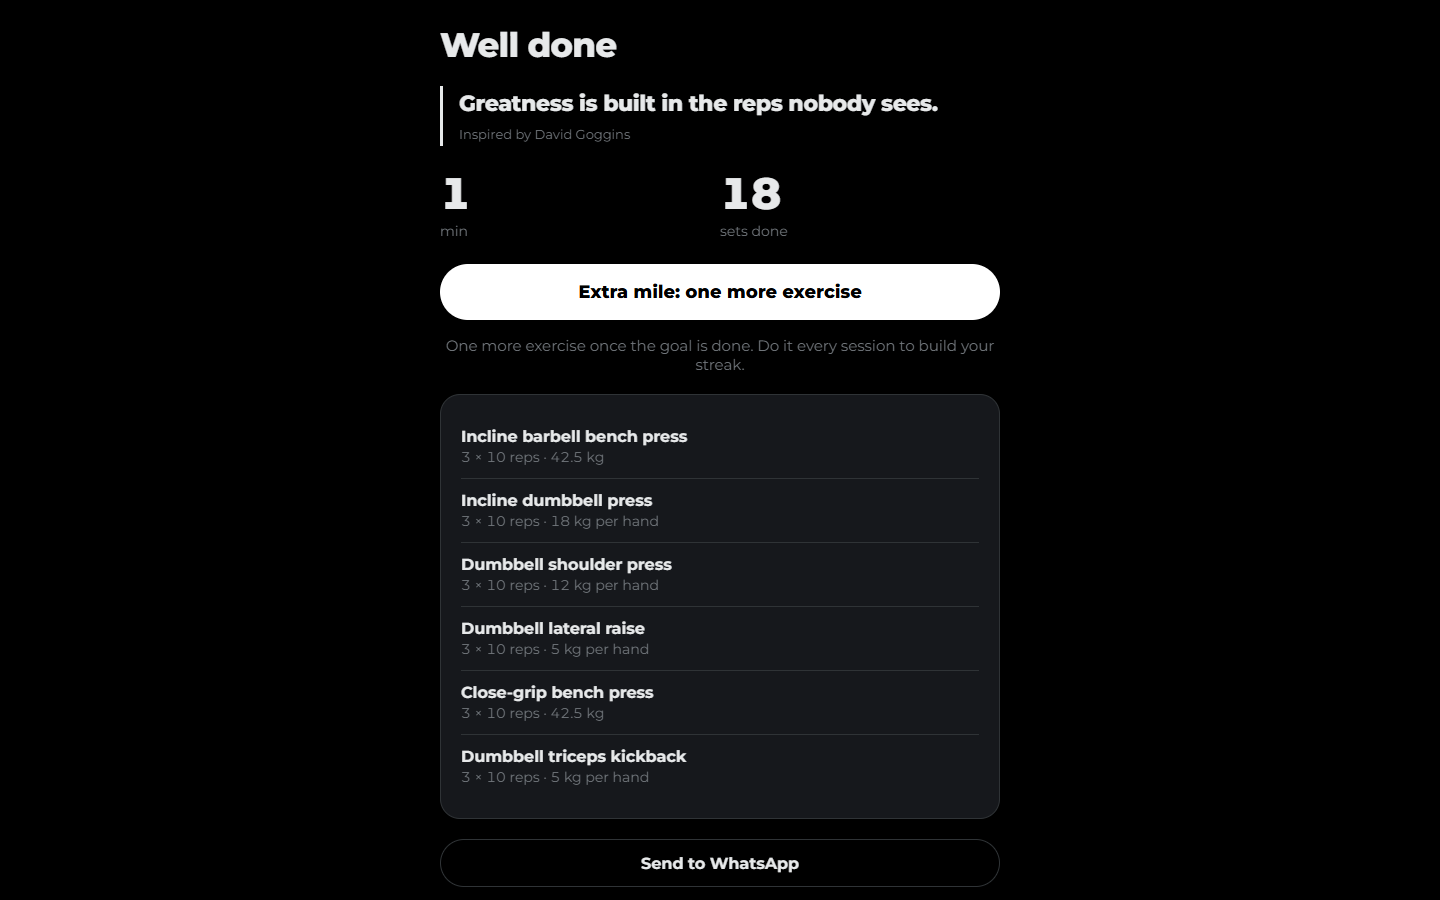 Well done
Greatness is built in the reps nobody sees.
Inspired by David Goggins
1
min
18
sets done
Extra mile: one more exercise
One more exercise once the goal is done. Do it every session to build your
streak.
Incline barbell bench press
3 × 10 reps · 42.5 kg
Incline dumbbell press
3 × 10 reps · 18 kg per hand
Dumbbell shoulder press
3 × 10 reps · 12 kg per hand
Dumbbell lateral raise
3 × 10 reps · 5 kg per hand
Close-grip bench press
3 × 10 reps · 42.5 kg
Dumbbell triceps kickback
3 × 10 reps · 5 kg per hand
Send to WhatsApp